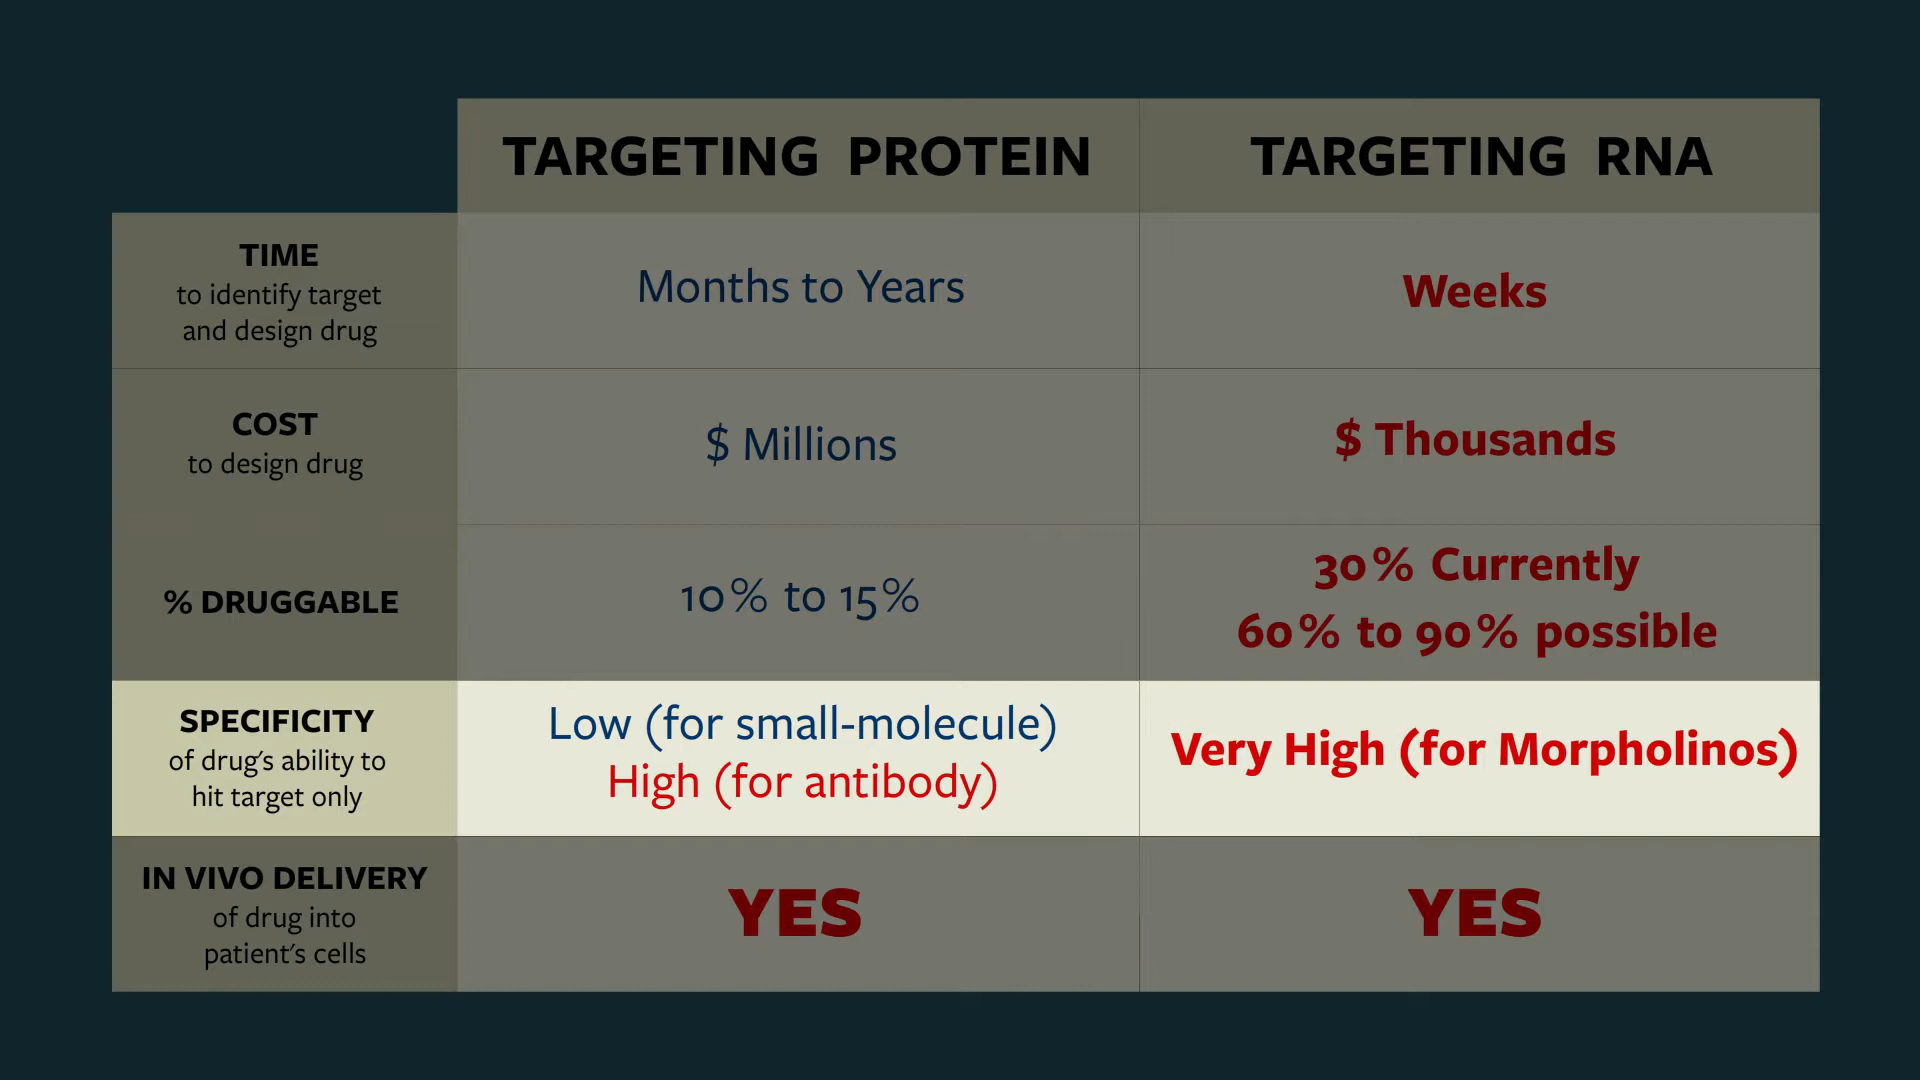 TARGETING PROTEIN
TARGETING RNA
TIME
to identify target
and design drug
Months to Years
Weeks
COST
to design drug
$ Millions
$ Thousands
% DRUGGABLE
10% to 15%
30% Currently
60% to 90% possible
SPECIFICITY
of drug's ability to
hit target only
Low (for small-molecule)
High (for antibody)
Very High (for Morpholinos)
IN VIVO DELIVERY
of drug into
patient's cells
YES
YES